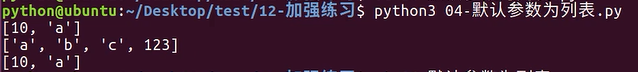 python@ubuntu:~/Desktop/test/12-加强练习$ python3 04-默认参数为列表.py
[10, 'a']
['a', 'b', 'c', 123]
[10, 'a']